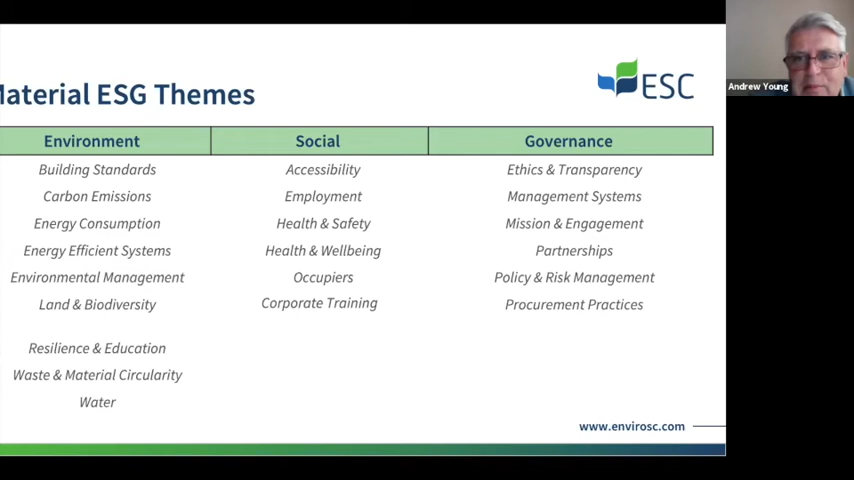 Material ESG Themes
ESC
Andrew Young
Environment Social Governance
Building Standards Accessibility Ethics & Transparency
Carbon Emissions Employment Management Systems
Energy Consumption Health & Safety Mission & Engagement
Energy Efficient Systems Health & Wellbeing Partnerships
Environmental Management Occupiers Policy & Risk Management
Land & Biodiversity Corporate Training Procurement Practices
Resilience & Education
Waste & Material Circularity
Water
www.envirosc.com